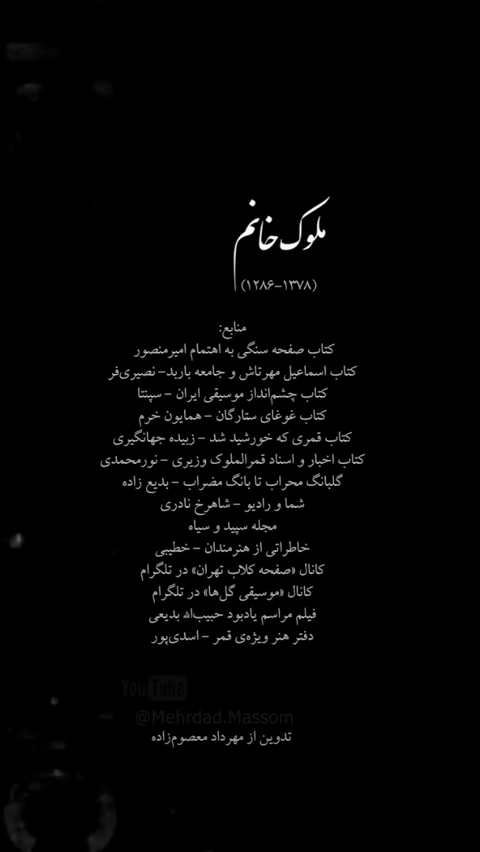 ملوک خانم
(۱۲۸۶-۱۳۷۸)
منابع:
کتاب صفحه سنگی به اهتمام امیرمنصور
کتاب اسماعیل مهرتاش و جامعه باربد- نصیری‌فر
کتاب چشم‌انداز موسیقی ایران - سپنتا
کتاب غوغای ستارگان - همایون خرم
کتاب قمری که خورشید شد - زبیده جهانگیری
کتاب اخبار و اسناد قمرالملوک وزیری - نورمحمدی
گلبانگ محراب تا بانگ مضراب - بدیع زاده
شما و رادیو - شاهرخ نادری
مجله سپید و سیاه
خاطراتی از هنرمندان - خطیبی
کانال «صفحه کلاب تهران» در تلگرام
کانال «موسیقی گل‌ها» در تلگرام
فیلم مراسم یادبود حبیب‌الله بدیعی
دفتر هنر ویژه‌ی قمر - اسدی‌پور
YouTube
@Mehrdad.Massom
تدوین از مهرداد معصوم‌زاده